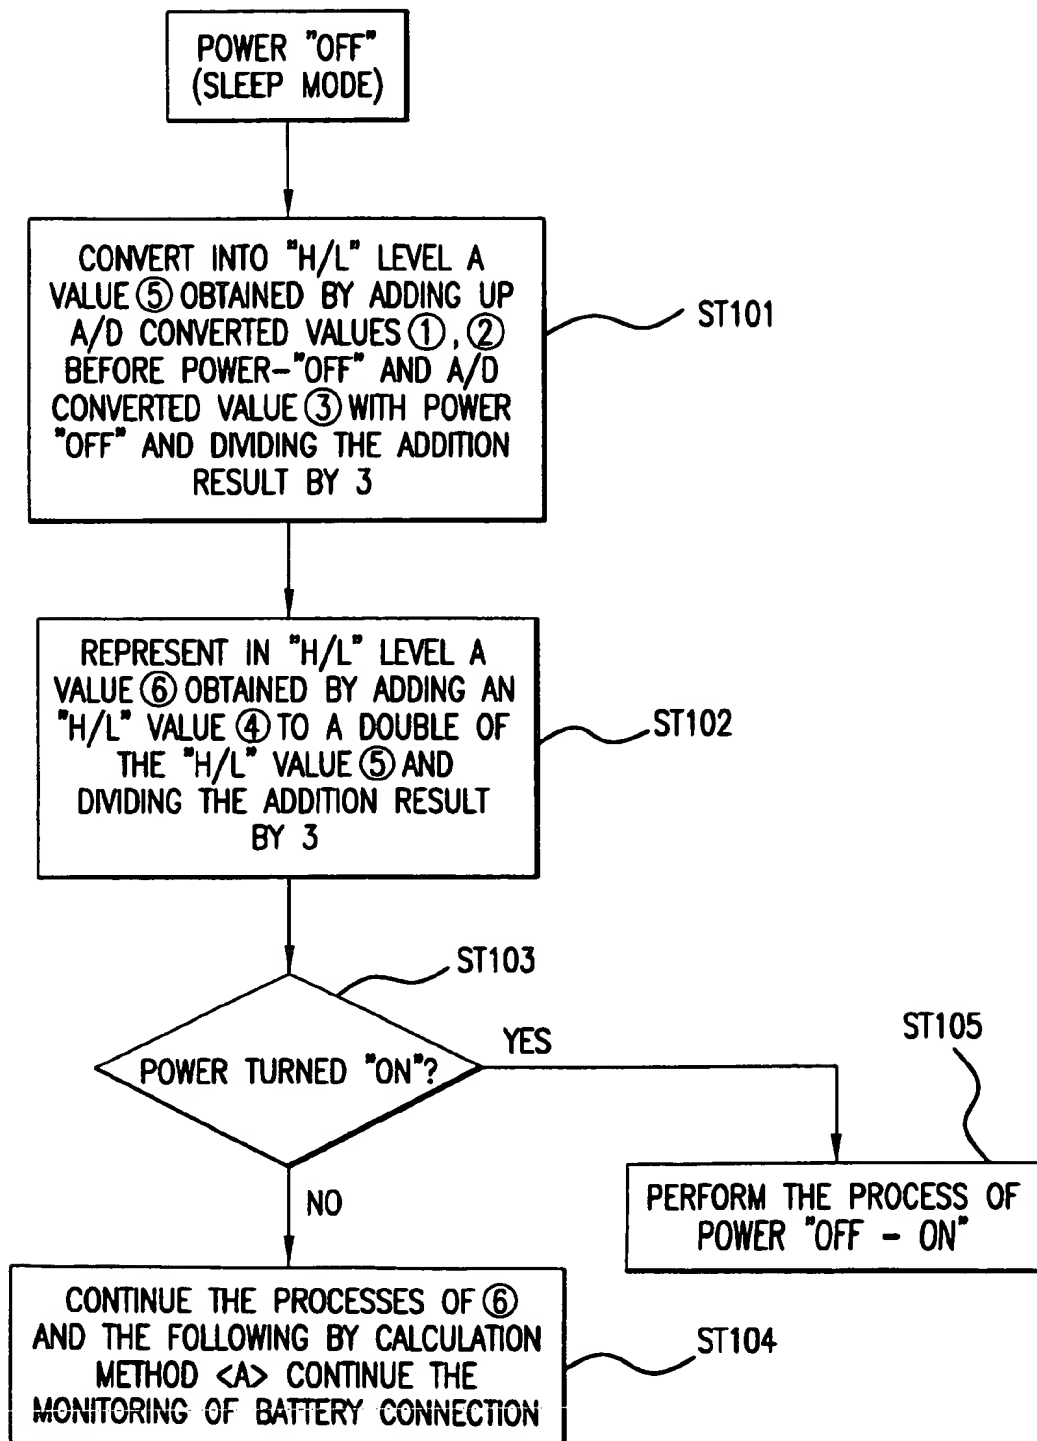 POWER "OFF"
(SLEEP MODE)
CONVERT INTO "H/L" LEVEL A
VALUE ⑤ OBTAINED BY ADDING UP
A/D CONVERTED VALUES ①, ②
BEFORE POWER-"OFF" AND A/D
CONVERTED VALUE ③ WITH POWER
"OFF" AND DIVIDING THE ADDITION
RESULT BY 3
ST101
REPRESENT IN "H/L" LEVEL A
VALUE ⑥ OBTAINED BY ADDING AN
"H/L" VALUE ④ TO A DOUBLE OF
THE "H/L" VALUE ⑤ AND
DIVIDING THE ADDITION RESULT
BY 3
ST102
ST103
POWER TURNED "ON"?
YES
ST105
PERFORM THE PROCESS OF
POWER "OFF - ON"
NO
CONTINUE THE PROCESSES OF ⑥
AND THE FOLLOWING BY CALCULATION
METHOD <A> CONTINUE THE
MONITORING OF BATTERY CONNECTION
ST104